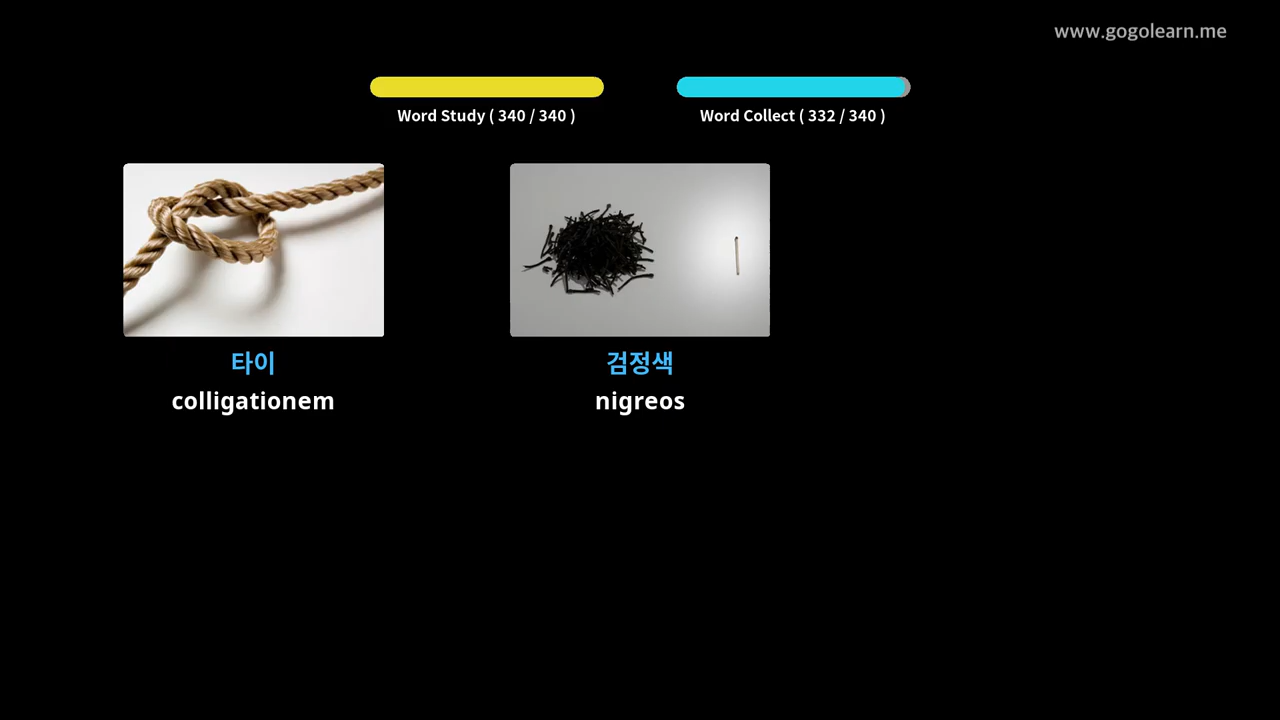 www.gogolearn.me
Word Study ( 340 / 340 )
Word Collect ( 332 / 340 )
타이
colligationem
검정색
nigreos